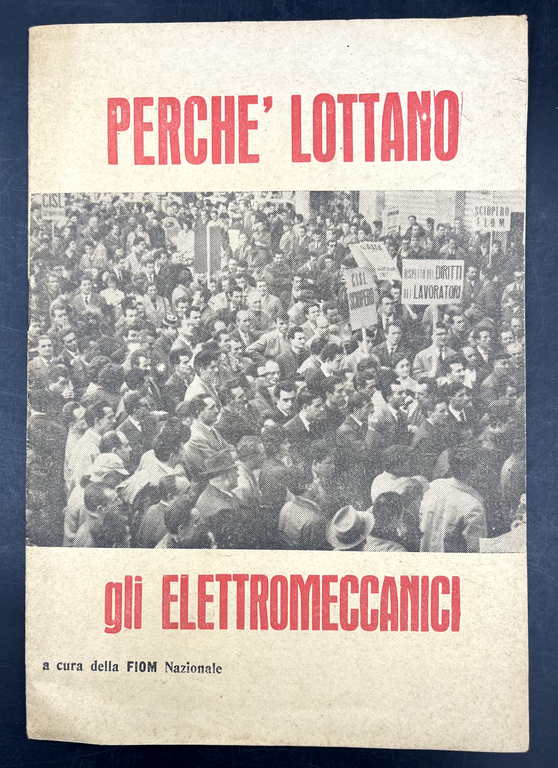 PERCHE' LOTTANO
CISL
SCIOPERO
FIOM
RISPETTO DEI DIRITTI
DEI LAVORATORI
CISL
SCIOPERO
gli ELETTROMECCANICI
a cura della FIOM Nazionale